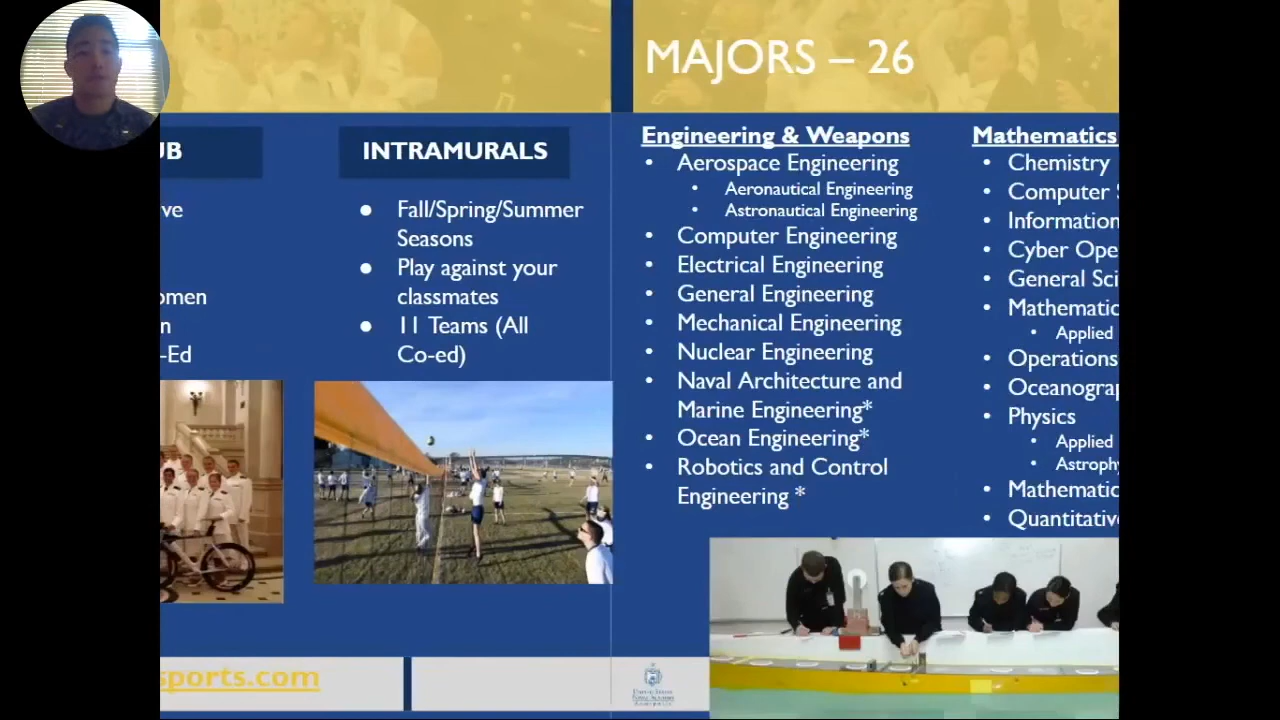 MAJORS – 26
UB
ve
omen
n
-Ed
INTRAMURALS
● Fall/Spring/Summer
Seasons
● Play against your
classmates
● 11 Teams (All
Co-ed)
sports.com
Engineering & Weapons
• Aerospace Engineering
• Aeronautical Engineering
• Astronautical Engineering
• Computer Engineering
• Electrical Engineering
• General Engineering
• Mechanical Engineering
• Nuclear Engineering
• Naval Architecture and
Marine Engineering*
• Ocean Engineering*
• Robotics and Control
Engineering *
Mathematics
• Chemistry
• Computer S
• Information
• Cyber Ope
• General Sci
• Mathematic
• Applied
• Operations
• Oceanograp
• Physics
• Applied
• Astrophy
• Mathematic
• Quantitative